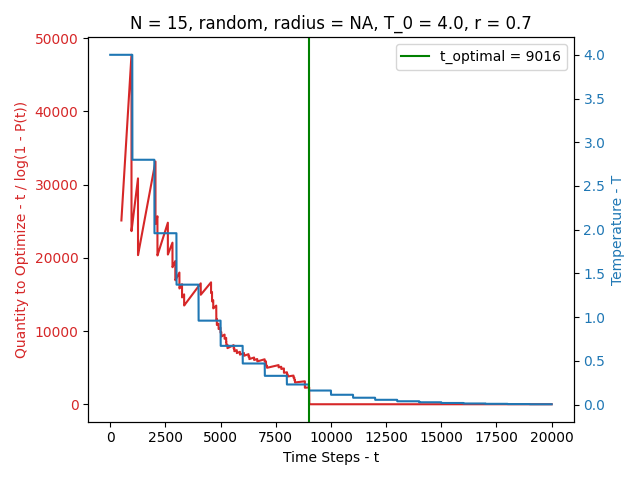 N = 15, random, radius = NA, T_0 = 4.0, r = 0.7
t_optimal = 9016
Quantity to Optimize - t / log(1 - P(t))
50000
40000
30000
20000
10000
0
4.0
3.5
3.0
2.5
2.0
1.5
1.0
0.5
0.0
Temperature - T
0 2500 5000 7500 10000 12500 15000 17500 20000
Time Steps - t